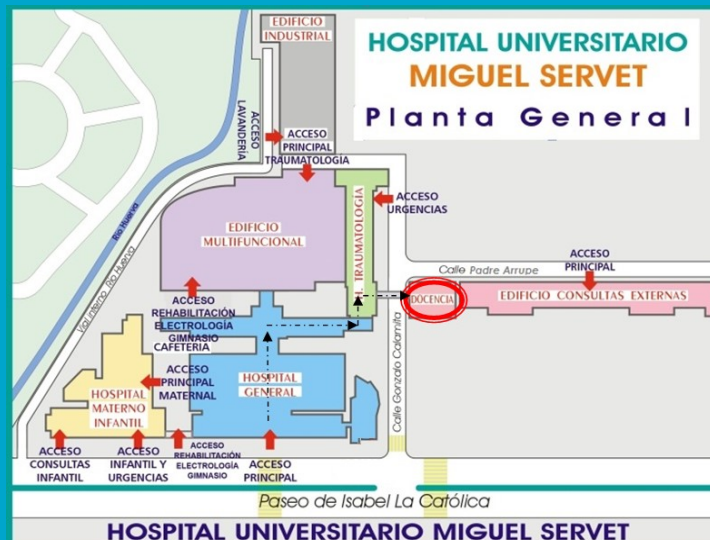 EDIFICIO
INDUSTRIAL
HOSPITAL UNIVERSITARIO
MIGUEL SERVET
Planta General
ACCESO
LAVANDERÍA
ACCESO
PRINCIPAL
TRAUMATOLOGÍA
ACCESO
URGENCIAS
EDIFICIO
MULTIFUNCIONAL
H. TRAUMATOLOGÍA
Río Huerva
Vial interno Río Huerva
ACCESO
PRINCIPAL
Calle Padre Arrupe
DOCENCIA
EDIFICIO CONSULTAS EXTERNAS
ACCESO
REHABILITACIÓN
ELECTROLOGÍA
GIMNASIO
CAFETERIA
Calle Gonzalo Calamita
ACCESO
PRINCIPAL
MATERNAL
HOSPITAL
GENERAL
HOSPITAL
MATERNO
INFANTIL
ACCESO
CONSULTAS
INFANTIL
ACCESO
INFANTIL Y
URGENCIAS
ACCESO
REHABILITACIÓN
ELECTROLOGÍA
GIMNASIO
ACCESO
PRINCIPAL
Paseo de Isabel La Católica
HOSPITAL UNIVERSITARIO MIGUEL SERVET